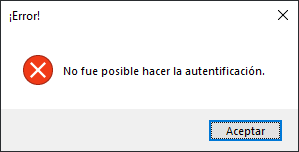 ¡Error!
No fue posible hacer la autentificación.
Aceptar